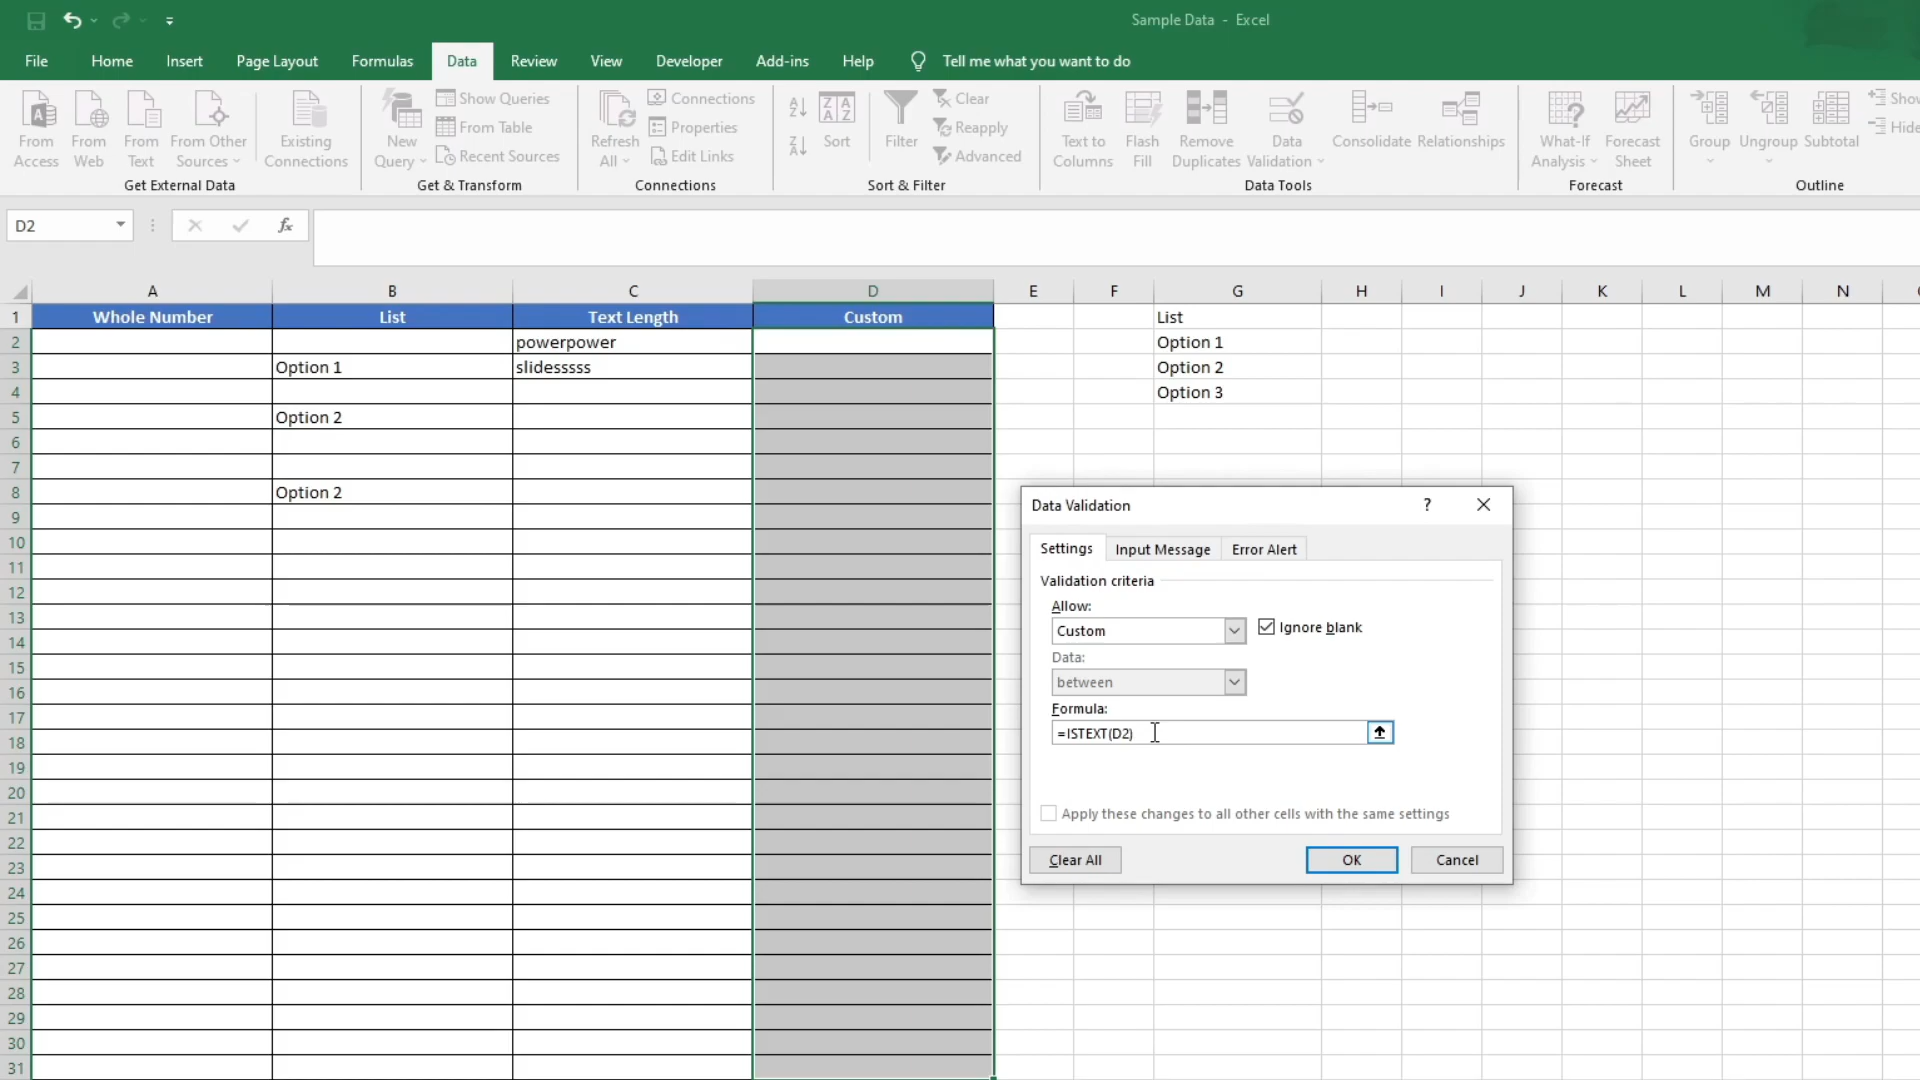 Sample Data - Excel
File Home Insert Page Layout Formulas Data Review View Developer Add-ins Help Tell me what you want to do
From Access
From Web
From Text
From Other Sources
Existing Connections
Get External Data
New Query
Show Queries
From Table
Recent Sources
Get & Transform
Refresh All
Connections
Properties
Edit Links
Connections
Sort
Filter
Clear
Reapply
Advanced
Sort & Filter
Text to Columns
Flash Fill
Remove Duplicates
Data Validation
Consolidate
Relationships
Data Tools
What-If Analysis
Forecast Sheet
Forecast
Group
Ungroup
Subtotal
Show
Hide
Outline
D2 fx
A B C D E F G H I J K L M N
1 Whole Number List Text Length Custom List
2 powerpower Option 1
3 Option 1 slidesssss Option 2
4 Option 3
5 Option 2
6
7
8 Option 2
9
10
11
12
13
14
15
16
17
18
19
20
21
22
23
24
25
26
27
28
29
30
31
Data Validation ?
Settings Input Message Error Alert
Validation criteria
Allow:
Custom Ignore blank
Data:
between
Formula:
=ISTEXT(D2)
Apply these changes to all other cells with the same settings
Clear All OK Cancel